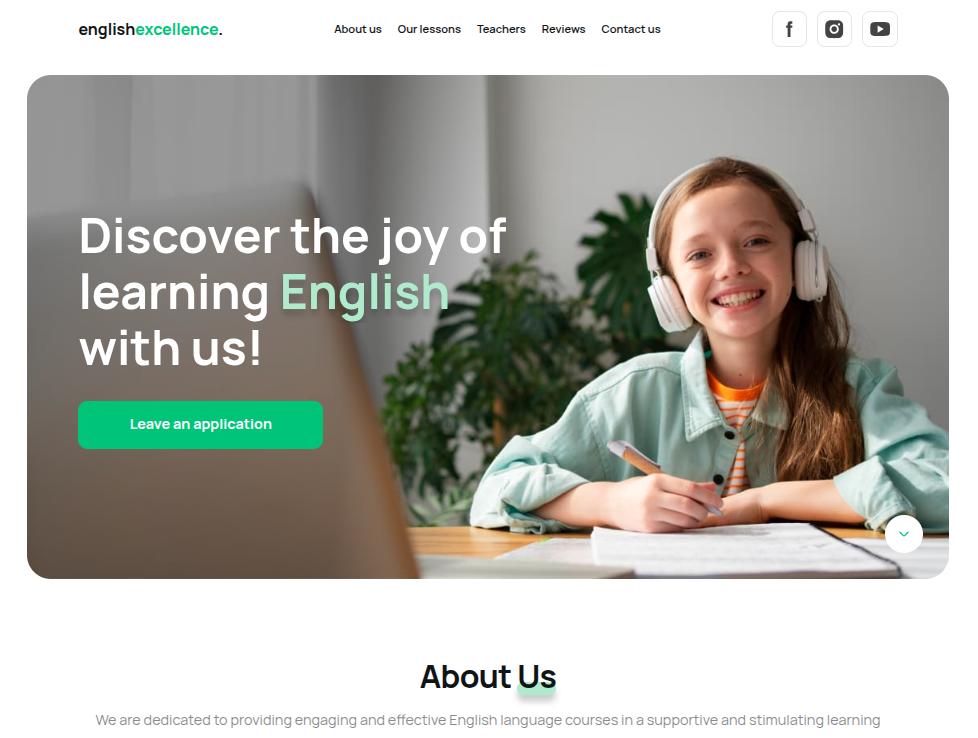 englishexcellence.
About us Our lessons Teachers Reviews Contact us
Discover the joy of
learning English
with us!
Leave an application
About Us
We are dedicated to providing engaging and effective English language courses in a supportive and stimulating learning